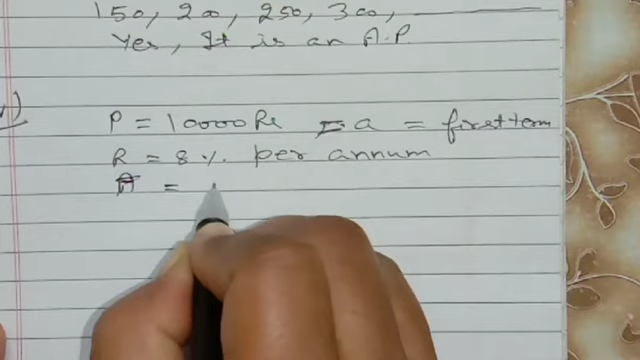 150, 200, 250, 300,
Yes, It is an A.P
P = 10000 Rs = a = first term
R = 8 %. per annum
=